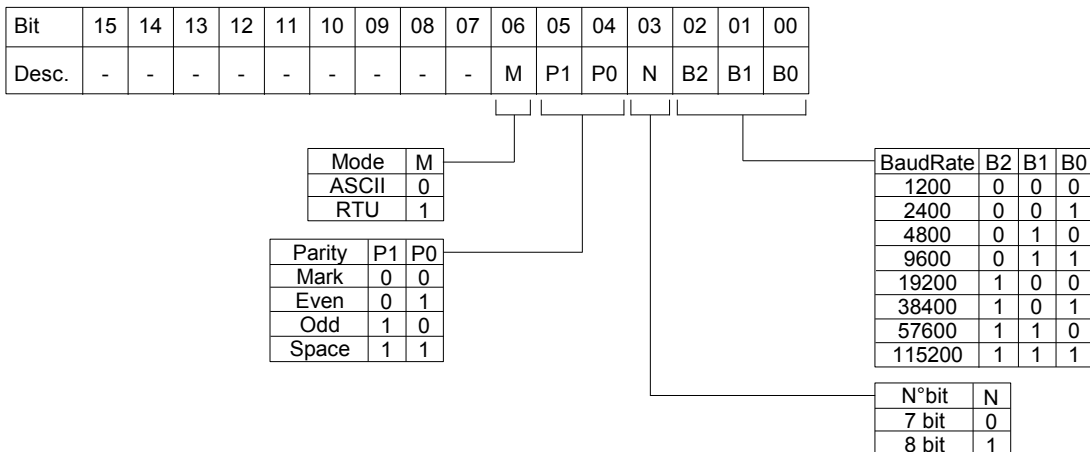 Bit 15 14 13 12 11 10 09 08 07 06 05 04 03 02 01 00
Desc. - - - - - - - - - M P1 P0 N B2 B1 B0
Mode M
ASCII 0
RTU 1
Parity P1 P0
Mark 0 0
Even 0 1
Odd 1 0
Space 1 1
BaudRate B2 B1 B0
1200 0 0 0
2400 0 0 1
4800 0 1 0
9600 0 1 1
19200 1 0 0
38400 1 0 1
57600 1 1 0
115200 1 1 1
N°bit N
7 bit 0
8 bit 1